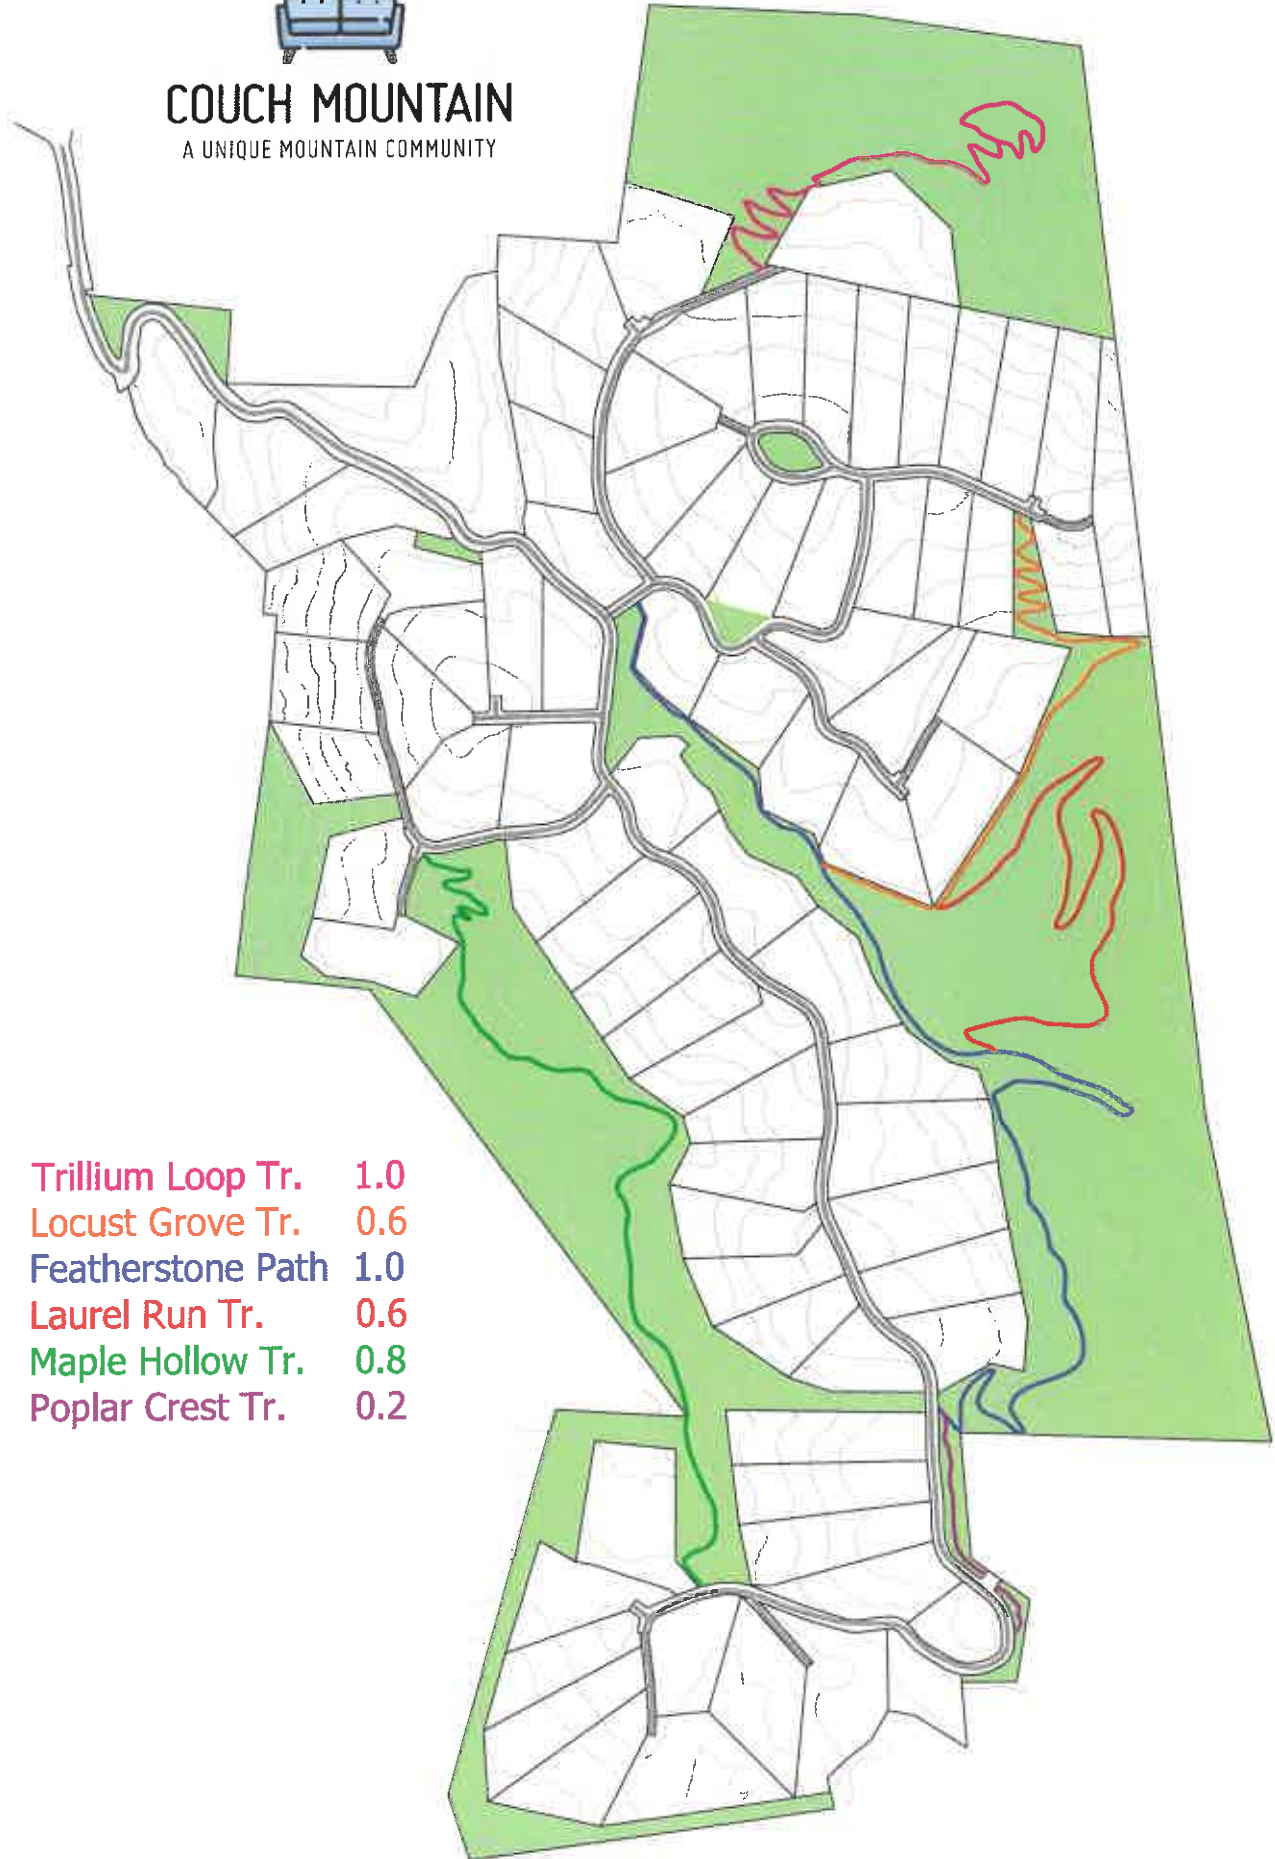 COUCH MOUNTAIN
A UNIQUE MOUNTAIN COMMUNITY
Trillium Loop Tr. 1.0
Locust Grove Tr. 0.6
Featherstone Path 1.0
Laurel Run Tr. 0.6
Maple Hollow Tr. 0.8
Poplar Crest Tr. 0.2